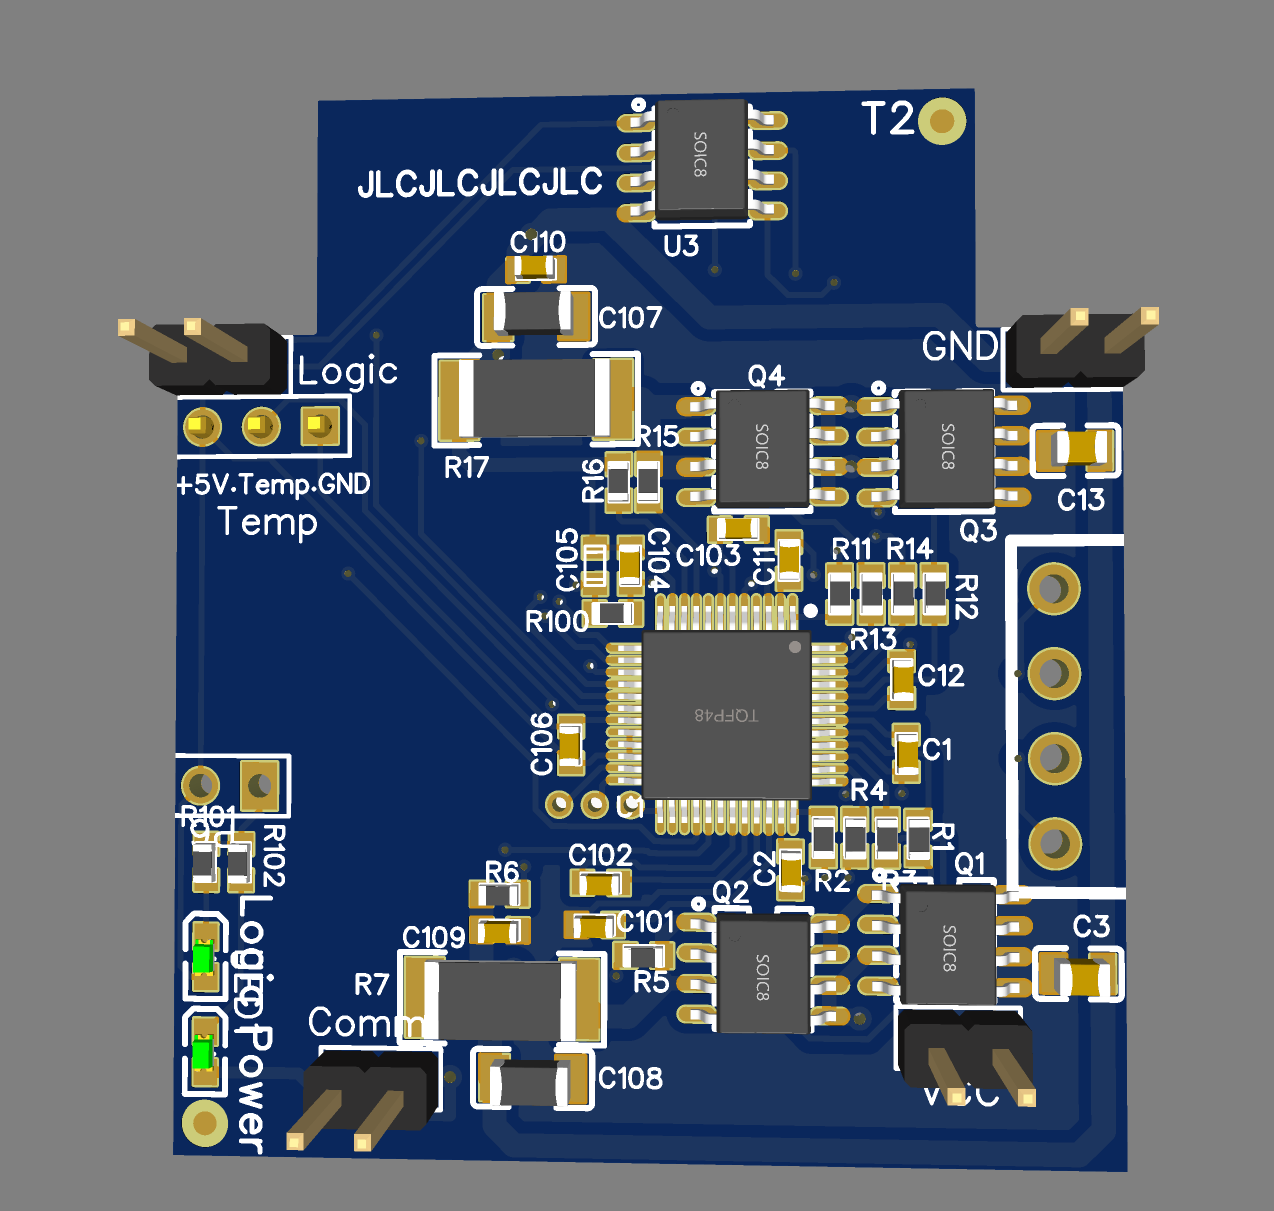 T2
SOIC8
JLCJLCJLCJLC
U3
C110
C107
GND
Logic
Q4
R15
R17
R16
SOIC8
SOIC8
+5V.Temp.GND
Temp
C13
Q3
C105
C104
C103
C11
R11
R14
R12
R100
R13
C12
TQFP48
C106
C1
R4
R101
R102
R1
C102
C2
R2
R3
Q1
R6
Q2
C109
C101
R5
SOIC8
SOIC8
C3
R7
Logic
Comm
Power
C108
VCC